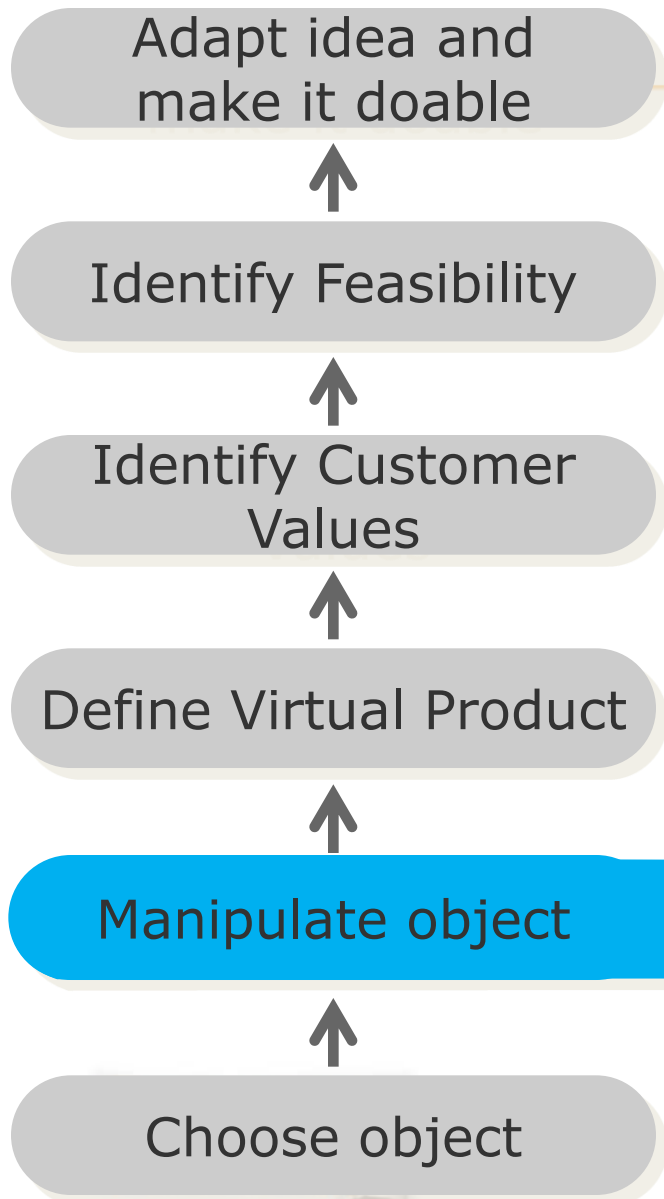 Adapt idea and
make it doable
Identify Feasibility
Identify Customer
Values
Define Virtual Product
Manipulate object
Choose object